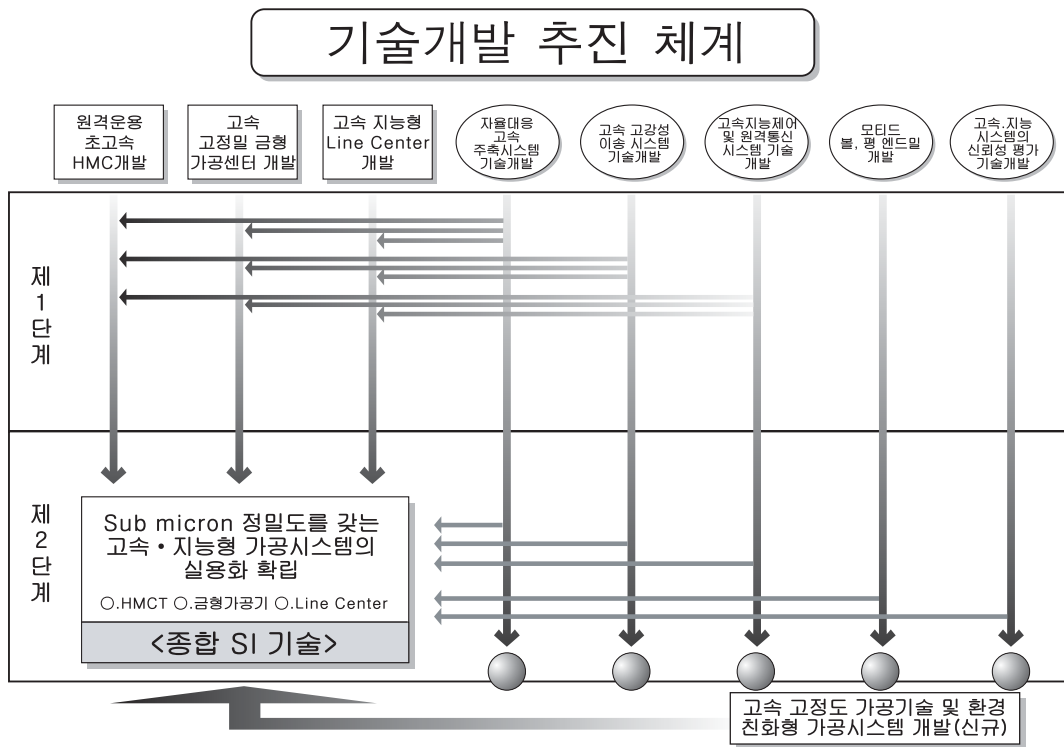 기술개발 추진 체계
원격운용
초고속
HMC개발
고속
고정밀 금형
가공센터 개발
고속 지능형
Line Center
개발
자율대응
고속
주축시스템
기술개발
고속 고강성
이송 시스템
기술개발
고속지능제어
및 원격통신
시스템 기술
개발
모티드
볼, 평 엔드밀
개발
고속.지능
시스템의
신뢰성 평가
기술개발
제
1
단
계
제
2
단
계
Sub micron 정밀도를 갖는
고속・지능형 가공시스템의
실용화 확립
○.HMCT ○.금형가공기 ○.Line Center
<종합 SI 기술>
고속 고정도 가공기술 및 환경
친화형 가공시스템 개발(신규)